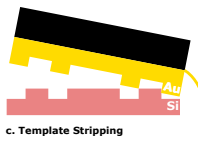 Au
Si
c. Template Stripping